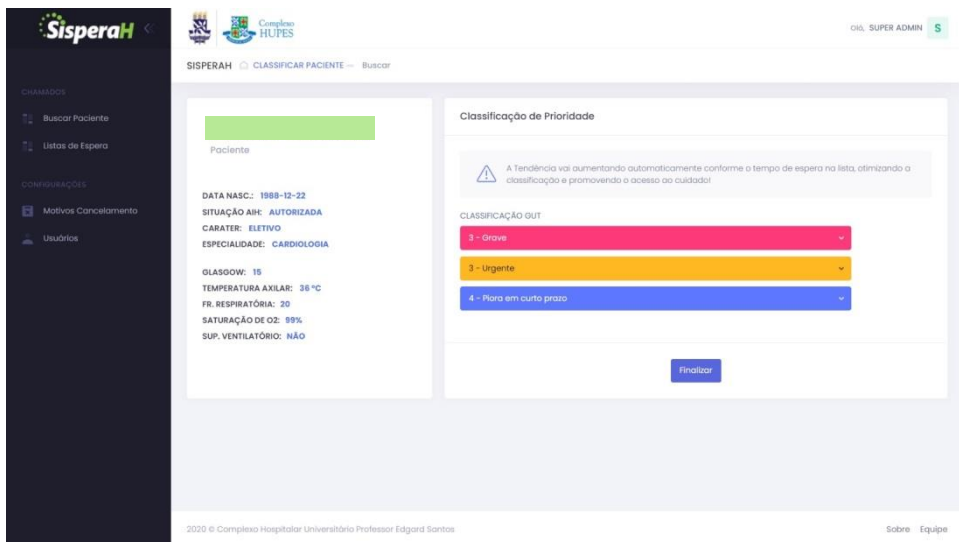 SisperaH
Complexo
HUPES
Olá, SUPER ADMIN S
SISPERAH CLASSIFICAR PACIENTE — Buscar
CHAMADOS
Buscar Paciente
Listas de Espera
CONFIGURAÇÕES
Motivos Cancelamento
Usuários
Paciente
DATA NASC.: 1988-12-22
SITUAÇÃO AIH: AUTORIZADA
CARATER: ELETIVO
ESPECIALIDADE: CARDIOLOGIA
GLASGOW: 15
TEMPERATURA AXILAR: 36 ºC
FR. RESPIRATÓRIA: 20
SATURAÇÃO DE O2: 99%
SUP. VENTILATÓRIO: NÃO
Classificação de Prioridade
A Tendência vai aumentando automaticamente conforme o tempo de espera na lista, otimizando a
classificação e promovendo o acesso ao cuidado!
CLASSIFICAÇÃO GUT
3 - Grave
3 - Urgente
4 - Piora em curto prazo
Finalizar
2020 © Complexo Hospitalar Universitário Professor Edgard Santos
Sobre Equipe